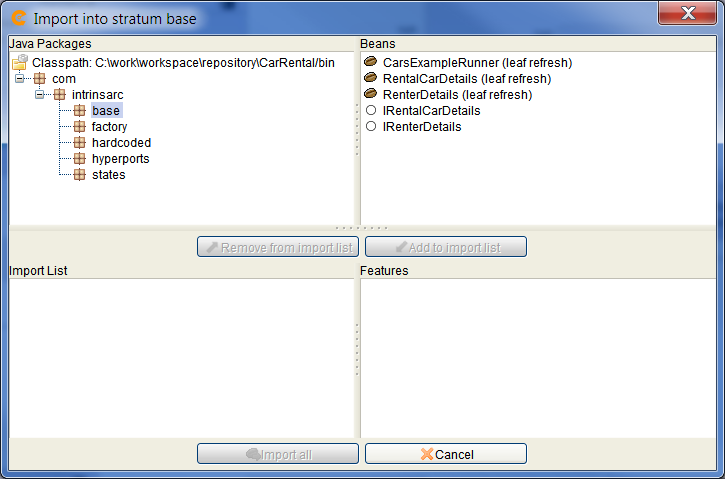 Import into stratum base
Java Packages
Classpath: C:\work\workspace\repository\CarRental/bin
com
intrinsarc
base
factory
hardcoded
hyperports
states
Beans
CarsExampleRunner (leaf refresh)
RentalCarDetails (leaf refresh)
RenterDetails (leaf refresh)
IRentalCarDetails
IRenterDetails
Remove from import list
Add to import list
Import List
Features
Import all
Cancel